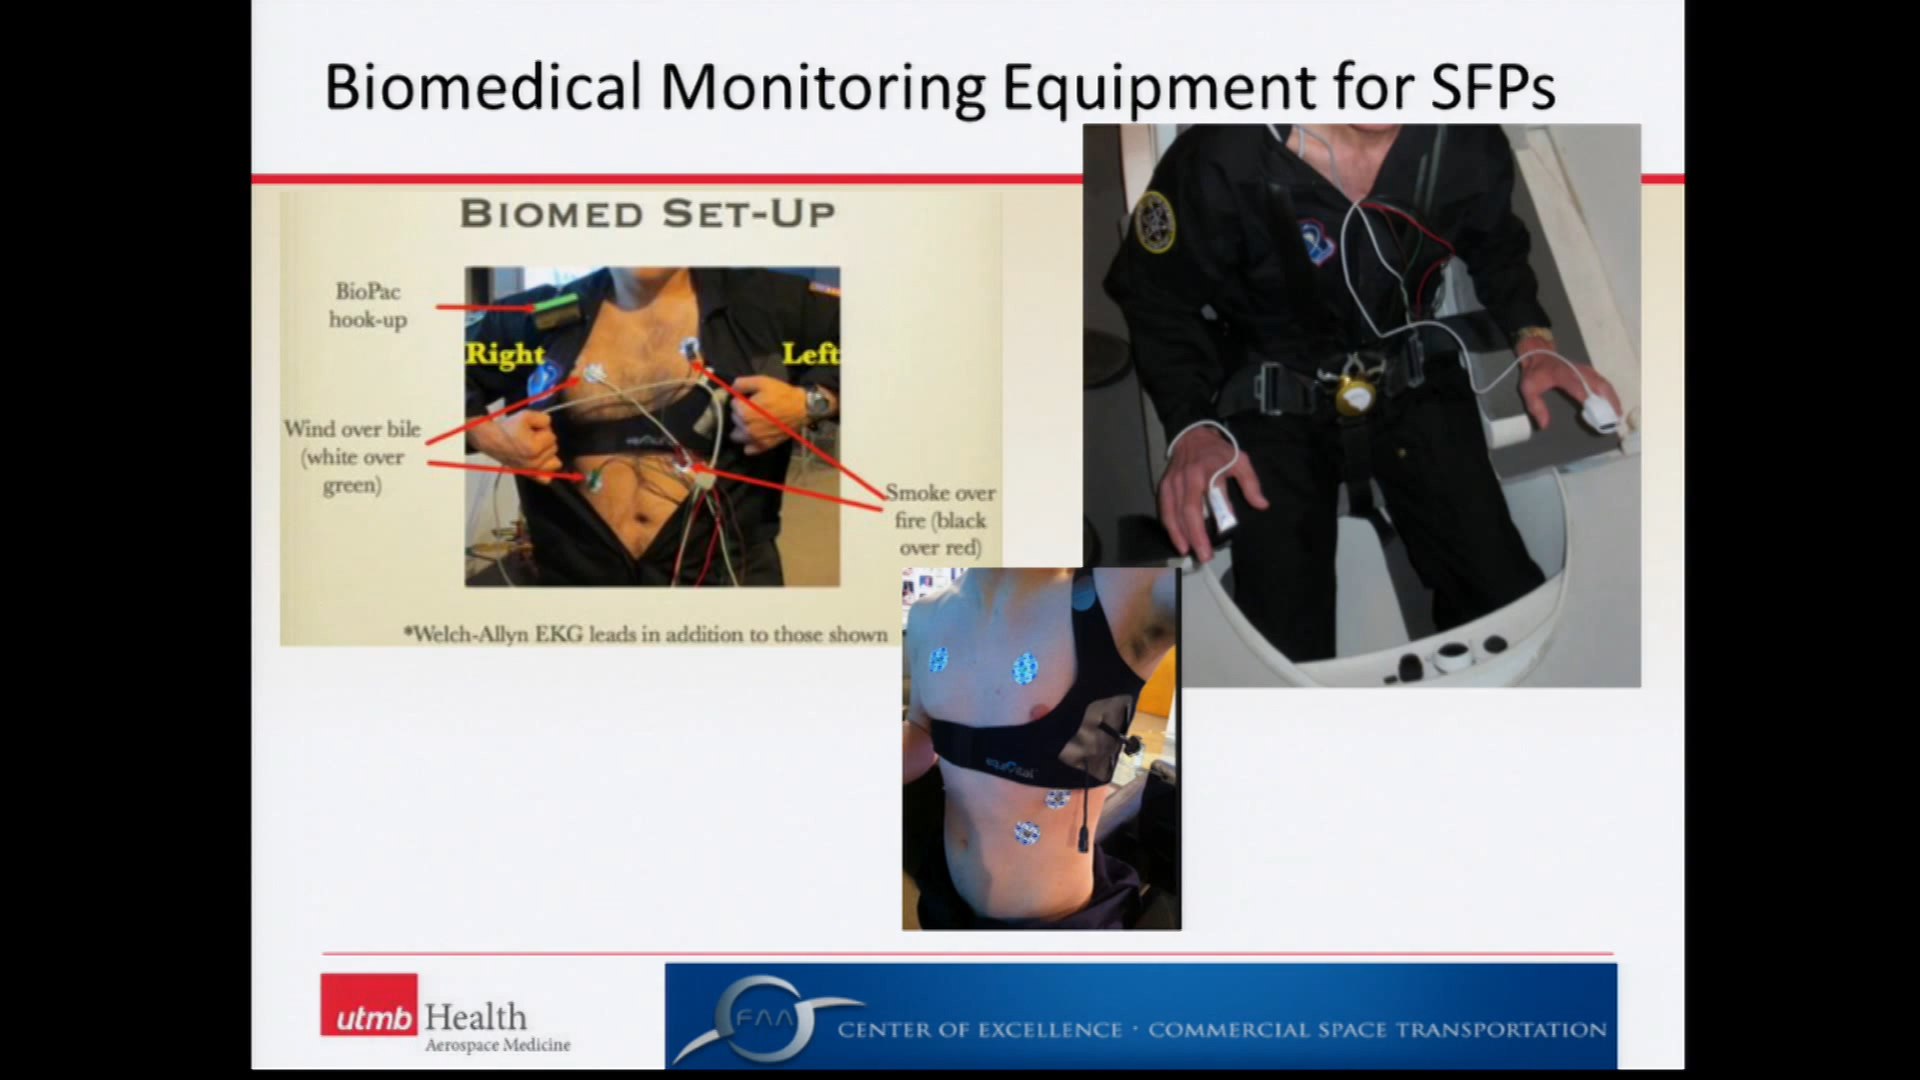 Biomedical Monitoring Equipment for SFPs
BIOMED SET-UP
BioPac
hook-up
Right
Left
Wind over bile
(white over
green)
Smoke over
fire (black
over red)
*Welch-Allyn EKG leads in addition to those shown
equivital
utmb Health
Aerospace Medicine
FAA
CENTER OF EXCELLENCE · COMMERCIAL SPACE TRANSPORTATION